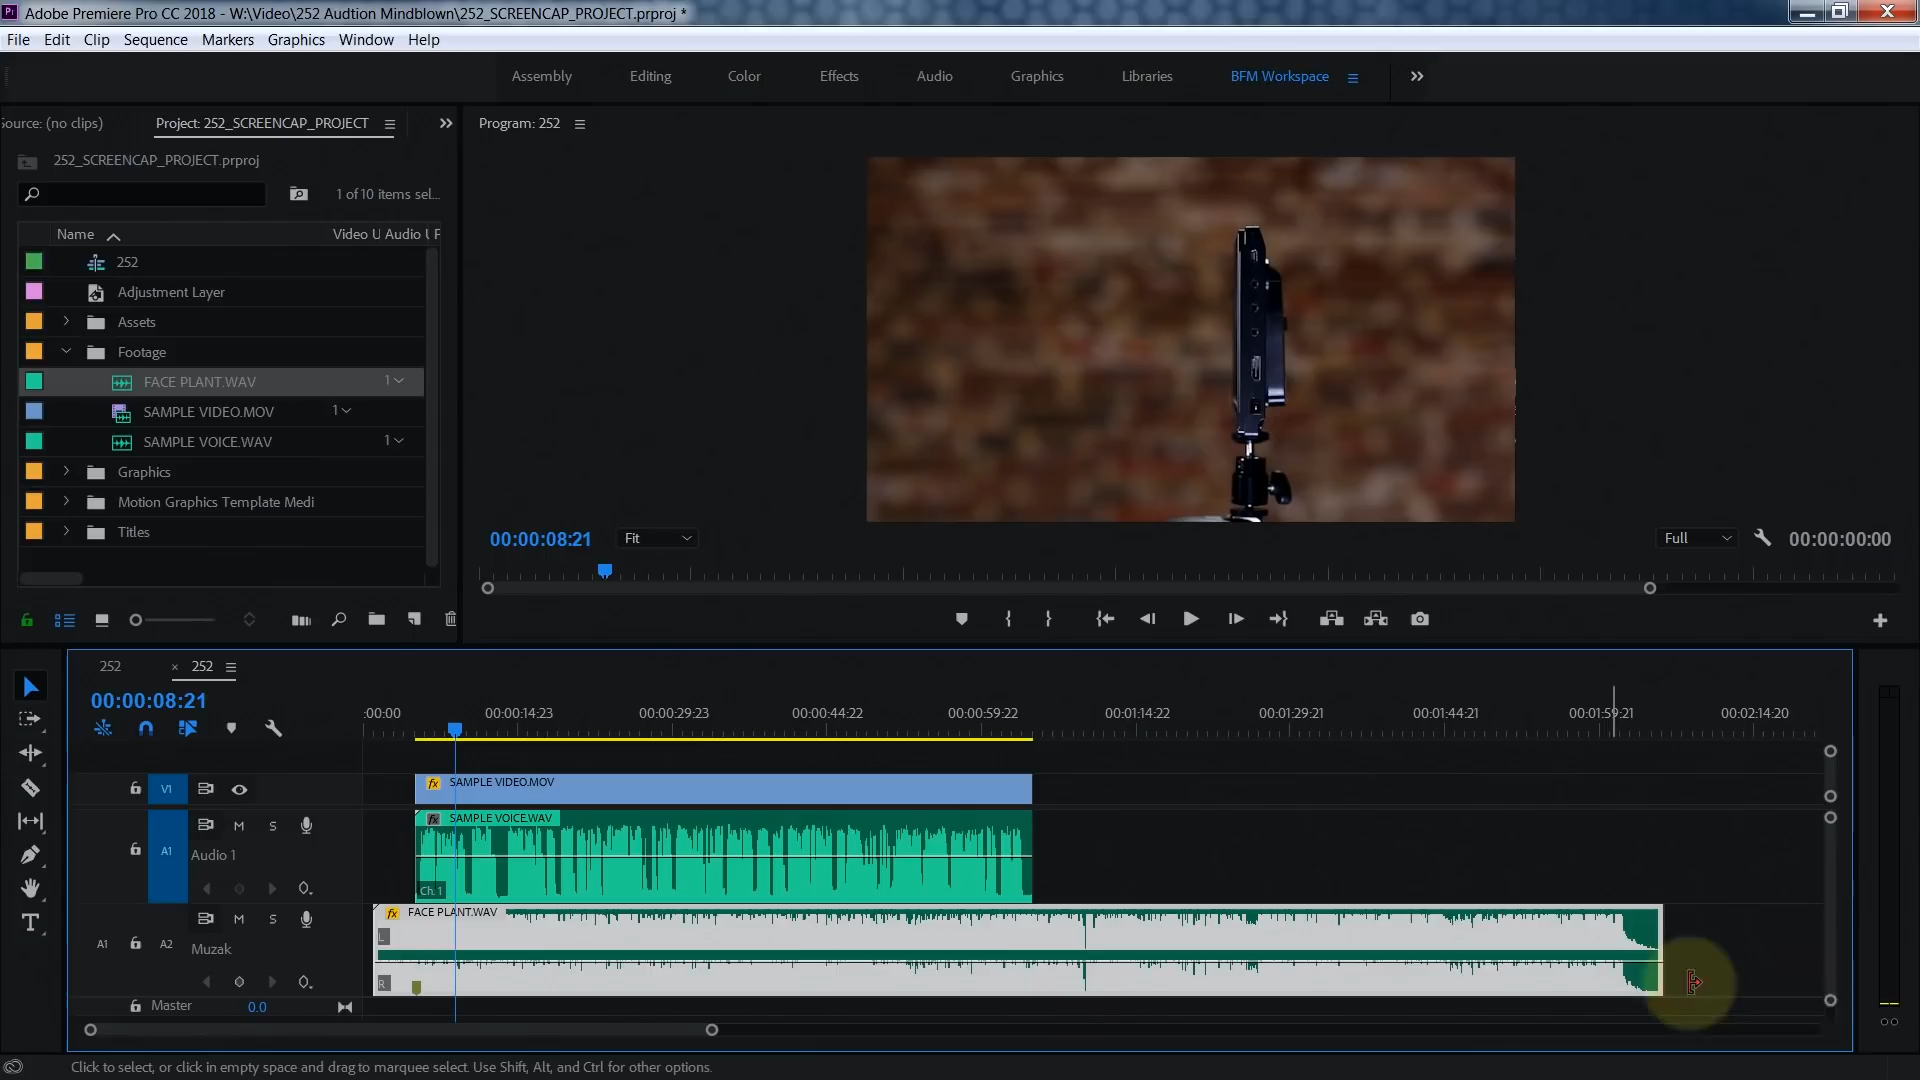 Adobe Premiere Pro CC 2018 - W:\Video\252 Audtion Mindblown\252_SCREENCAP_PROJECT.prproj *
File Edit Clip Sequence Markers Graphics Window Help
Assembly Editing Color Effects Audio Graphics Libraries BFM Workspace
ource: (no clips) Project: 252_SCREENCAP_PROJECT Program: 252
252_SCREENCAP_PROJECT.prproj
1 of 10 items sel...
Name Video U Audio U F
252
Adjustment Layer
Assets
Footage
FACE PLANT.WAV 1
SAMPLE VIDEO.MOV 1
SAMPLE VOICE.WAV 1
Graphics
Motion Graphics Template Medi
Titles
00:00:08:21 Fit Full 00:00:00:00
252 × 252
00:00:08:21
:00:00 00:00:14:23 00:00:29:23 00:00:44:22 00:00:59:22 00:01:14:22 00:01:29:21 00:01:44:21 00:01:59:21 00:02:14:20
V1 fx SAMPLE VIDEO.MOV
M S fx SAMPLE VOICE.WAV
A1 Audio 1
Ch. 1
M S fx FACE PLANT.WAV
L
A1 A2 Muzak
R
Master 0.0
Click to select, or click in empty space and drag to marquee select. Use Shift, Alt, and Ctrl for other options.